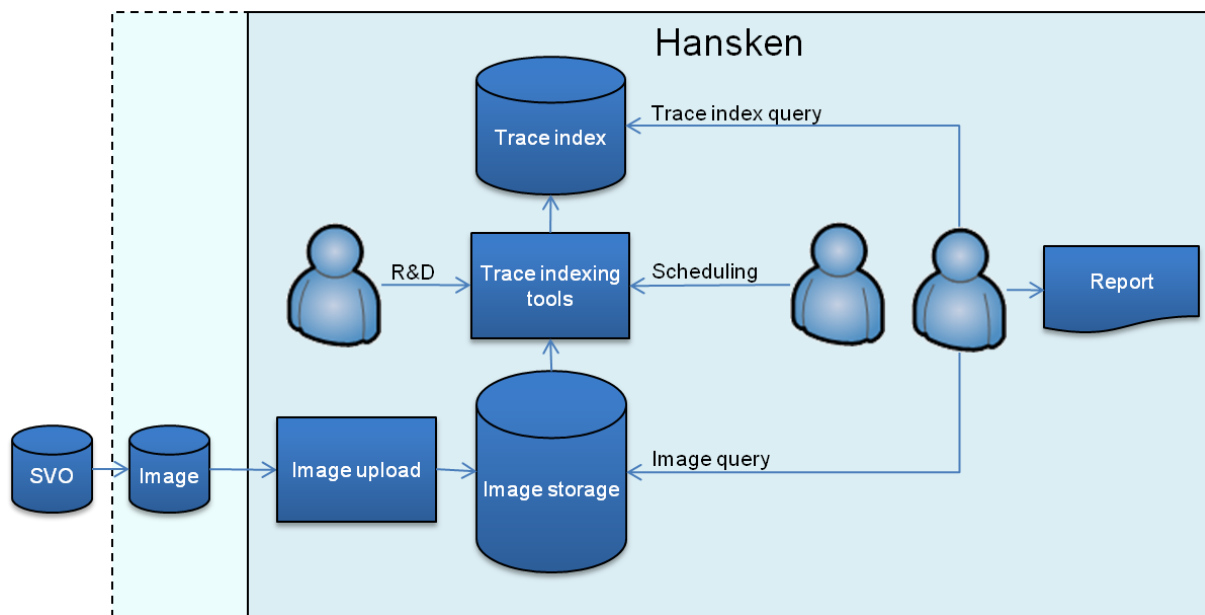 Hansken
Trace index
Trace index query
R&D
Trace indexing
tools
Scheduling
Report
SVO
Image
Image upload
Image storage
Image query